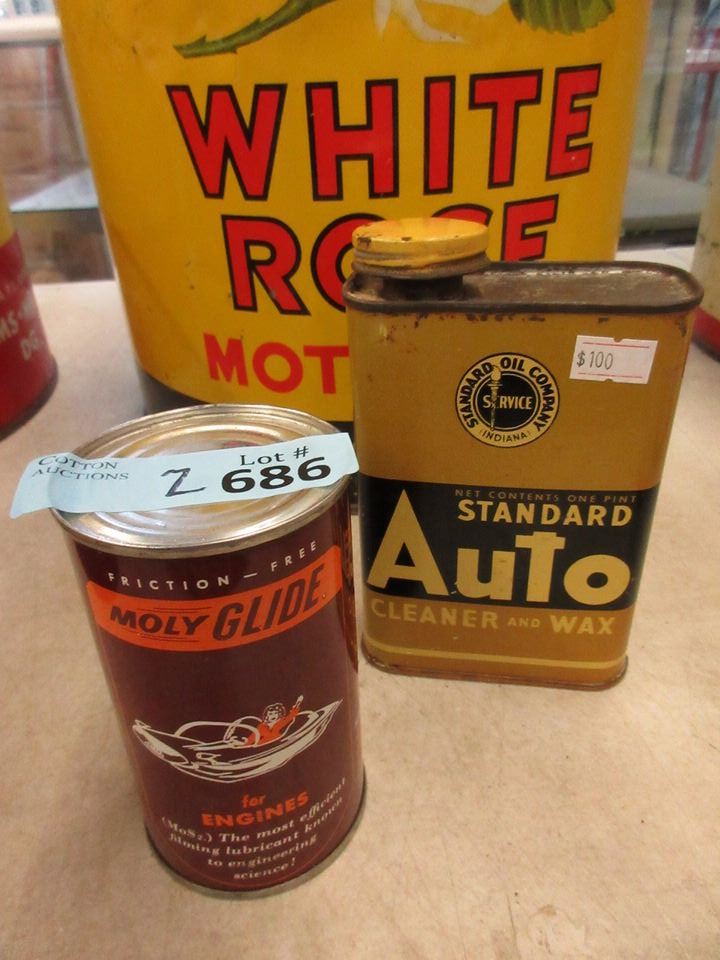 WHITE
ROSE
MOT
COTTON
AUCTIONS
2
Lot #
686
FRICTION — FREE
MOLY GLIDE
for
ENGINES
(MoS2.) The most efficient
filming lubricant known
to engineering
science!
$100
STANDARD OIL COMPANY
SERVICE
(INDIANA)
NET CONTENTS ONE PINT
STANDARD
Auto
CLEANER AND WAX